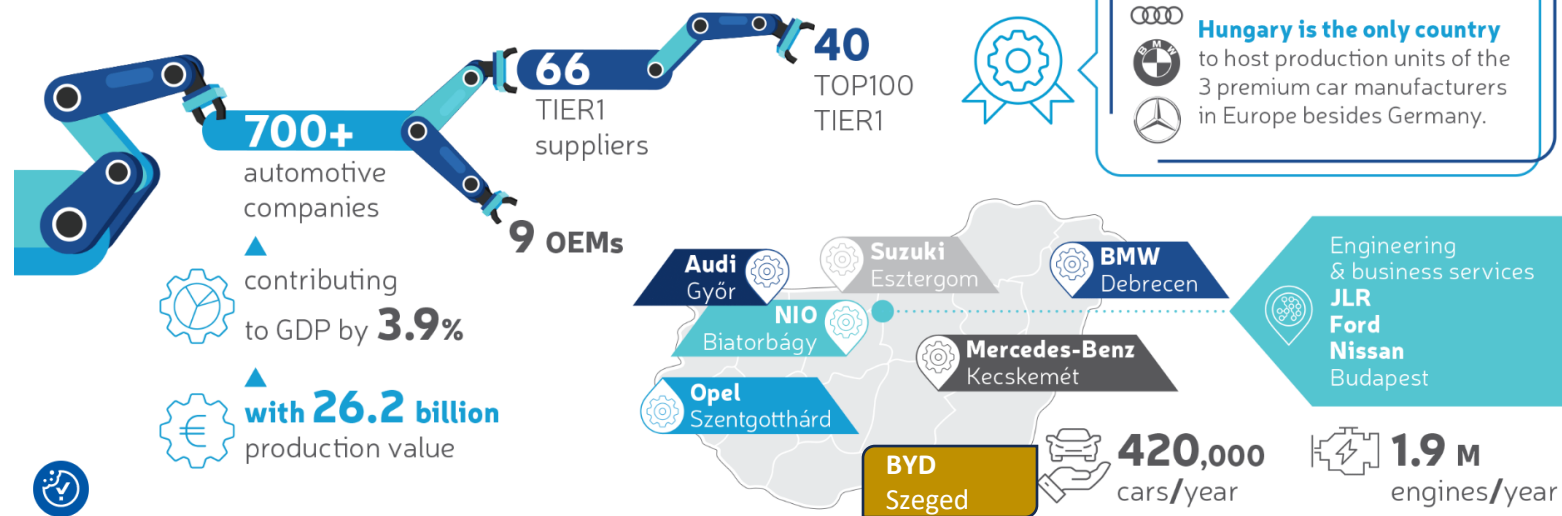 700+
automotive
companies
66
TIER1
suppliers
40
TOP100
TIER1
9 OEMs
contributing
to GDP by 3.9%
€
with 26.2 billion
production value
BMW
Hungary is the only country
to host production units of the
3 premium car manufacturers
in Europe besides Germany.
Audi
Győr
Suzuki
Esztergom
BMW
Debrecen
NIO
Biatorbágy
Mercedes-Benz
Kecskemét
Opel
Szentgotthárd
BYD
Szeged
Engineering
& business services
JLR
Ford
Nissan
Budapest
420,000
cars/year
1.9 M
engines/year